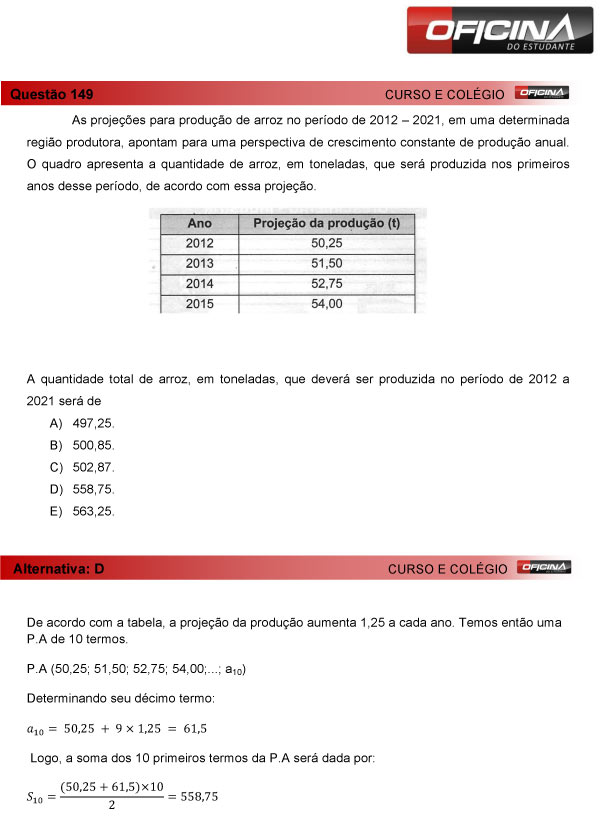 OFICINA
DO ESTUDANTE
Questão 149 CURSO E COLÉGIO OFICINA
As projeções para produção de arroz no período de 2012 – 2021, em uma determinada
região produtora, apontam para uma perspectiva de crescimento constante de produção anual.
O quadro apresenta a quantidade de arroz, em toneladas, que será produzida nos primeiros
anos desse período, de acordo com essa projeção.
Ano Projeção da produção (t)
2012 50,25
2013 51,50
2014 52,75
2015 54,00
A quantidade total de arroz, em toneladas, que deverá ser produzida no período de 2012 a
2021 será de
A) 497,25.
B) 500,85.
C) 502,87.
D) 558,75.
E) 563,25.
Alternativa: D CURSO E COLÉGIO OFICINA
De acordo com a tabela, a projeção da produção aumenta 1,25 a cada ano. Temos então uma
P.A de 10 termos.
P.A (50,25; 51,50; 52,75; 54,00;...; a₁₀)
Determinando seu décimo termo:
a₁₀ = 50,25 + 9 × 1,25 = 61,5
Logo, a soma dos 10 primeiros termos da P.A será dada por:
S₁₀ = (50,25 + 61,5)×10 / 2 = 558,75